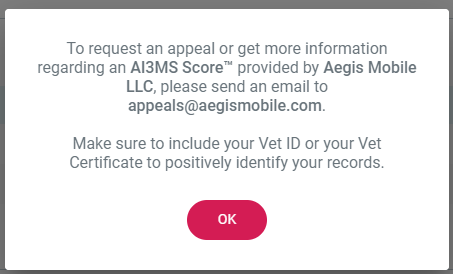 To request an appeal or get more information
regarding an AI3MS Score™ provided by Aegis Mobile
LLC, please send an email to
appeals@aegismobile.com.
Make sure to include your Vet ID or your Vet
Certificate to positively identify your records.
OK